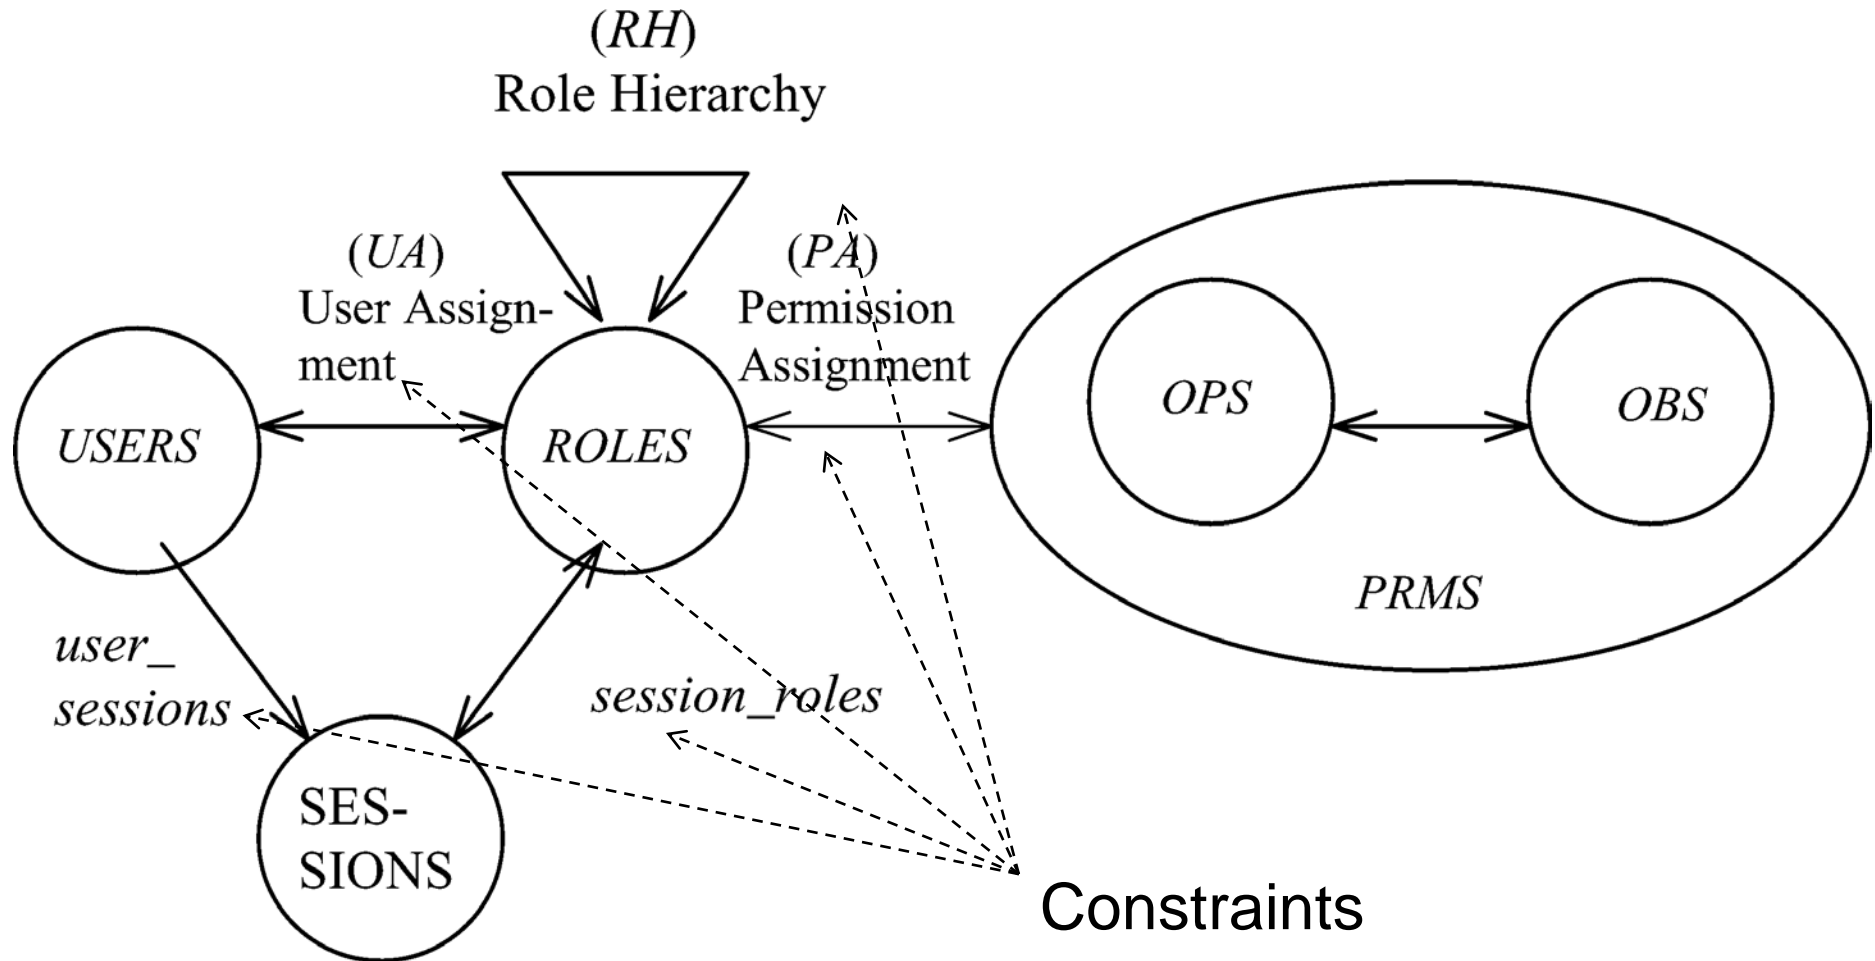 (RH)
Role Hierarchy
(UA)
User Assign-
ment
(PA)
Permission
Assignment
USERS
ROLES
OPS
OBS
PRMS
user_
sessions
session_roles
SES-
SIONS
Constraints